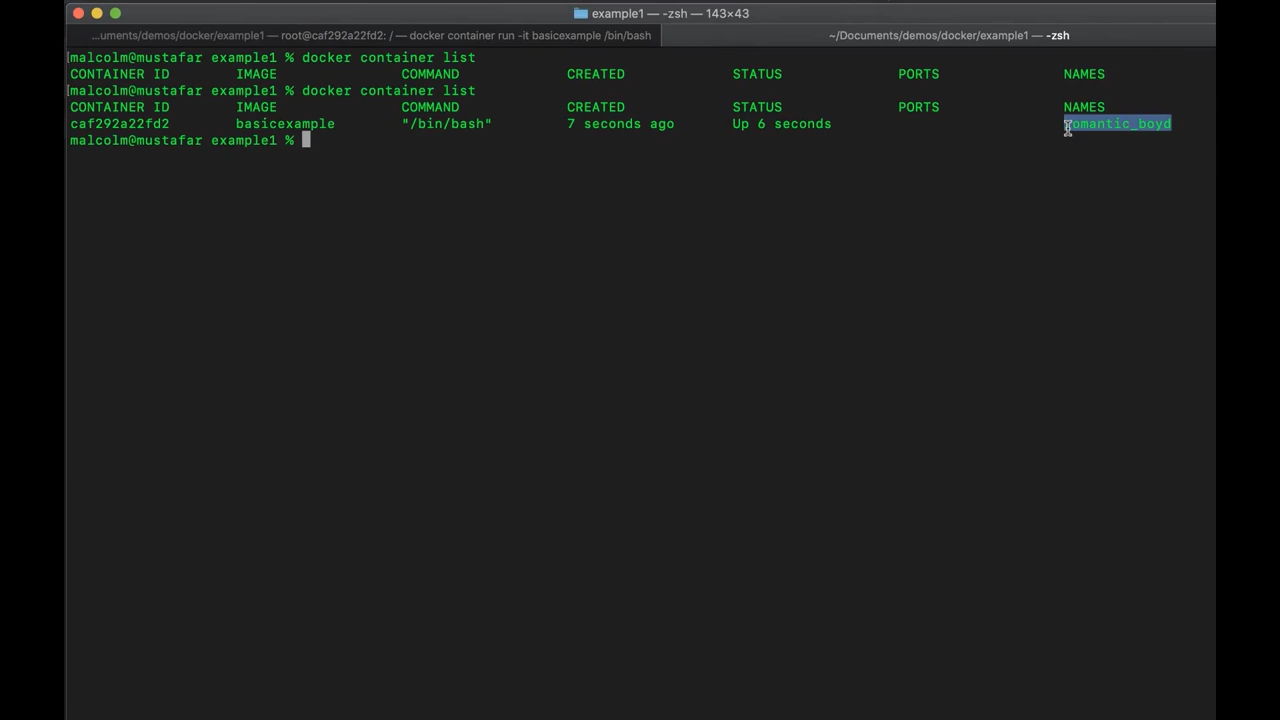 example1 — -zsh — 143×43
...uments/demos/docker/example1 — root@caf292a22fd2: / — docker container run -it basicexample /bin/bash
~/Documents/demos/docker/example1 — -zsh
[malcolm@mustafar example1 % docker container list
CONTAINER ID IMAGE COMMAND CREATED STATUS PORTS NAMES
[malcolm@mustafar example1 % docker container list
CONTAINER ID IMAGE COMMAND CREATED STATUS PORTS NAMES
caf292a22fd2 basicexample "/bin/bash" 7 seconds ago Up 6 seconds romantic_boyd
malcolm@mustafar example1 %